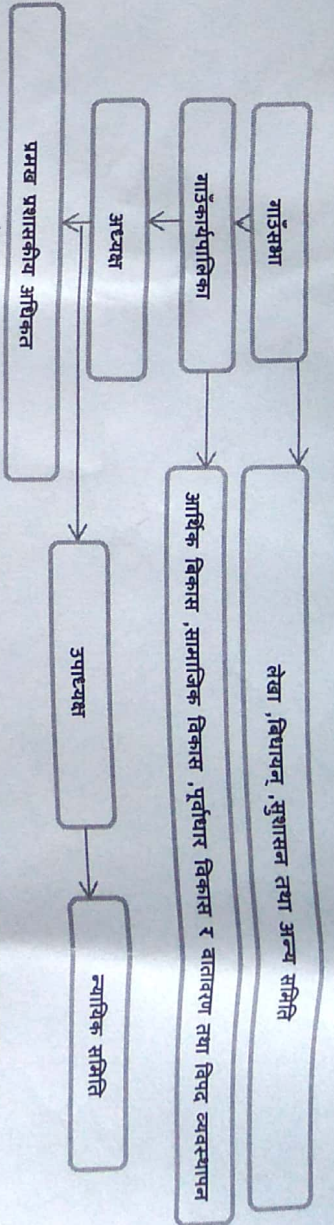 गाउँसभा
लेखा ,विधायन् ,सुशासन तथा अन्य समिति
गाउँकार्यपालिका
आर्थिक विकास ,सामाजिक विकास ,पूर्वाधार विकास र वातावरण तथा विपद व्यवस्थापन
अध्यक्ष
उपाध्यक्ष
न्यायिक समिति
प्रमुख प्रशासकीय अधिकृत